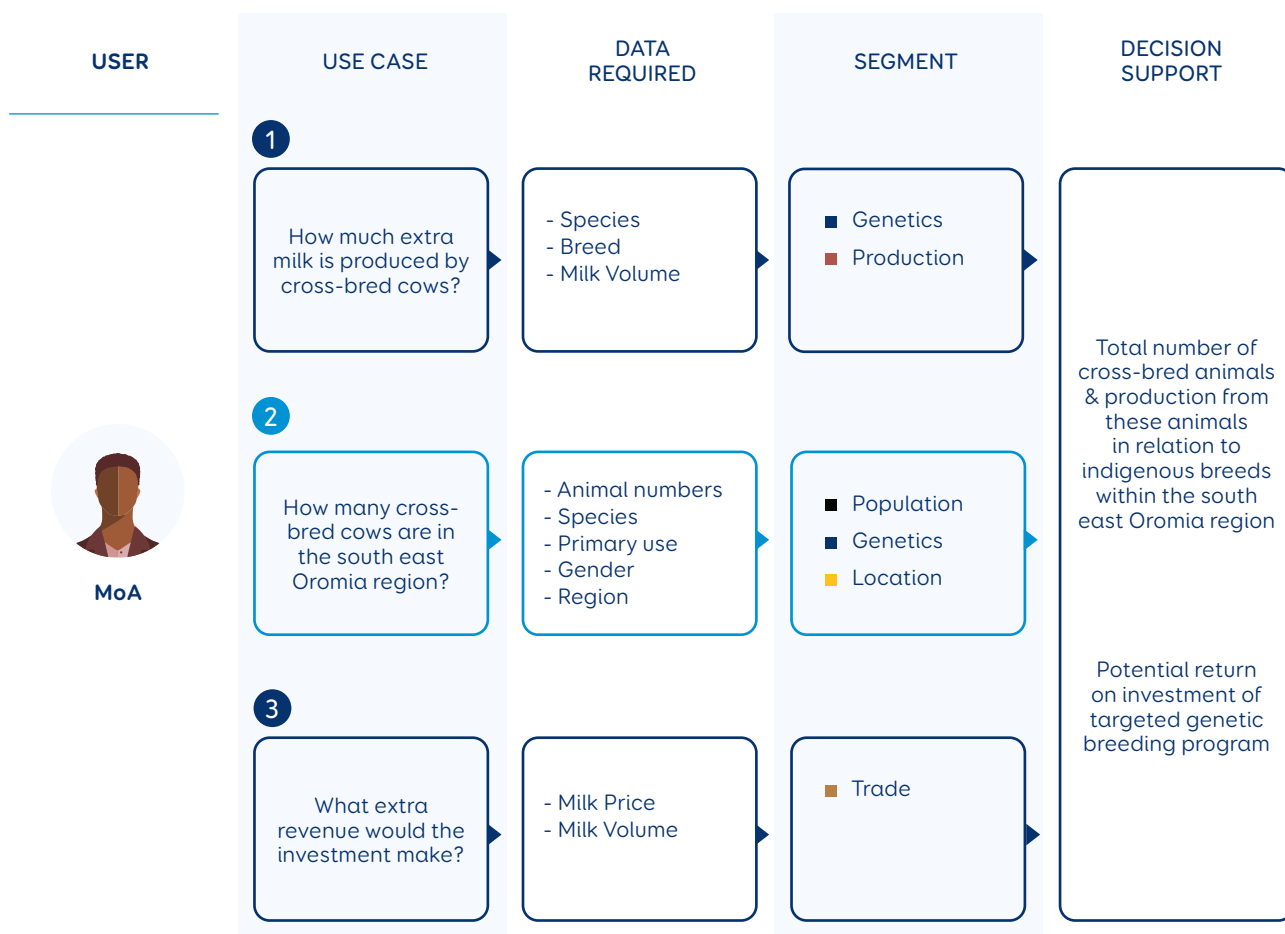 USER
USE CASE
DATA
REQUIRED
SEGMENT
DECISION
SUPPORT
1
How much extra
milk is produced by
cross-bred cows?
- Species
- Breed
- Milk Volume
Genetics
Production
2
How many cross-
bred cows are in
the south east
Oromia region?
- Animal numbers
- Species
- Primary use
- Gender
- Region
Population
Genetics
Location
MoA
3
What extra
revenue would the
investment make?
- Milk Price
- Milk Volume
Trade
Total number of
cross-bred animals
& production from
these animals
in relation to
indigenous breeds
within the south
east Oromia region
Potential return
on investment of
targeted genetic
breeding program